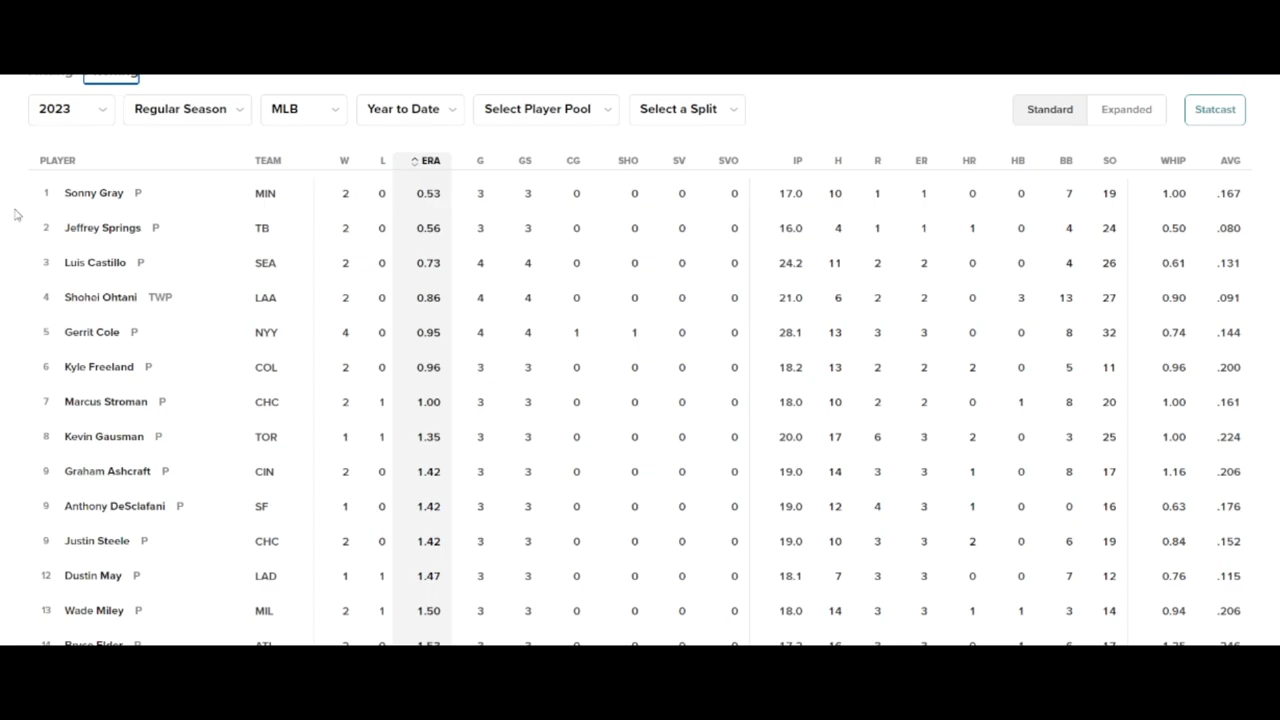 2023 Regular Season MLB Year to Date Select Player Pool Select a Split Standard Expanded Statcast
PLAYER TEAM W L ERA G GS CG SHO SV SVO IP H R ER HR HB BB SO WHIP AVG
1 Sonny Gray P MIN 2 0 0.53 3 3 0 0 0 0 17.0 10 1 1 0 0 7 19 1.00 .167
2 Jeffrey Springs P TB 2 0 0.56 3 3 0 0 0 0 16.0 4 1 1 1 0 4 24 0.50 .080
3 Luis Castillo P SEA 2 0 0.73 4 4 0 0 0 0 24.2 11 2 2 0 0 4 26 0.61 .131
4 Shohei Ohtani TWP LAA 2 0 0.86 4 4 0 0 0 0 21.0 6 2 2 0 3 13 27 0.90 .091
5 Gerrit Cole P NYY 4 0 0.95 4 4 1 1 0 0 28.1 13 3 3 0 0 8 32 0.74 .144
6 Kyle Freeland P COL 2 0 0.96 3 3 0 0 0 0 18.2 13 2 2 2 0 5 11 0.96 .200
7 Marcus Stroman P CHC 2 1 1.00 3 3 0 0 0 0 18.0 10 2 2 0 1 8 20 1.00 .161
8 Kevin Gausman P TOR 1 1 1.35 3 3 0 0 0 0 20.0 17 6 3 2 0 3 25 1.00 .224
9 Graham Ashcraft P CIN 2 0 1.42 3 3 0 0 0 0 19.0 14 3 3 1 0 8 17 1.16 .206
9 Anthony DeSclafani P SF 1 0 1.42 3 3 0 0 0 0 19.0 12 4 3 1 0 0 16 0.63 .176
9 Justin Steele P CHC 2 0 1.42 3 3 0 0 0 0 19.0 10 3 3 2 0 6 19 0.84 .152
12 Dustin May P LAD 1 1 1.47 3 3 0 0 0 0 18.1 7 3 3 0 0 7 12 0.76 .115
13 Wade Miley P MIL 2 1 1.50 3 3 0 0 0 0 18.0 14 3 3 1 1 3 14 0.94 .206